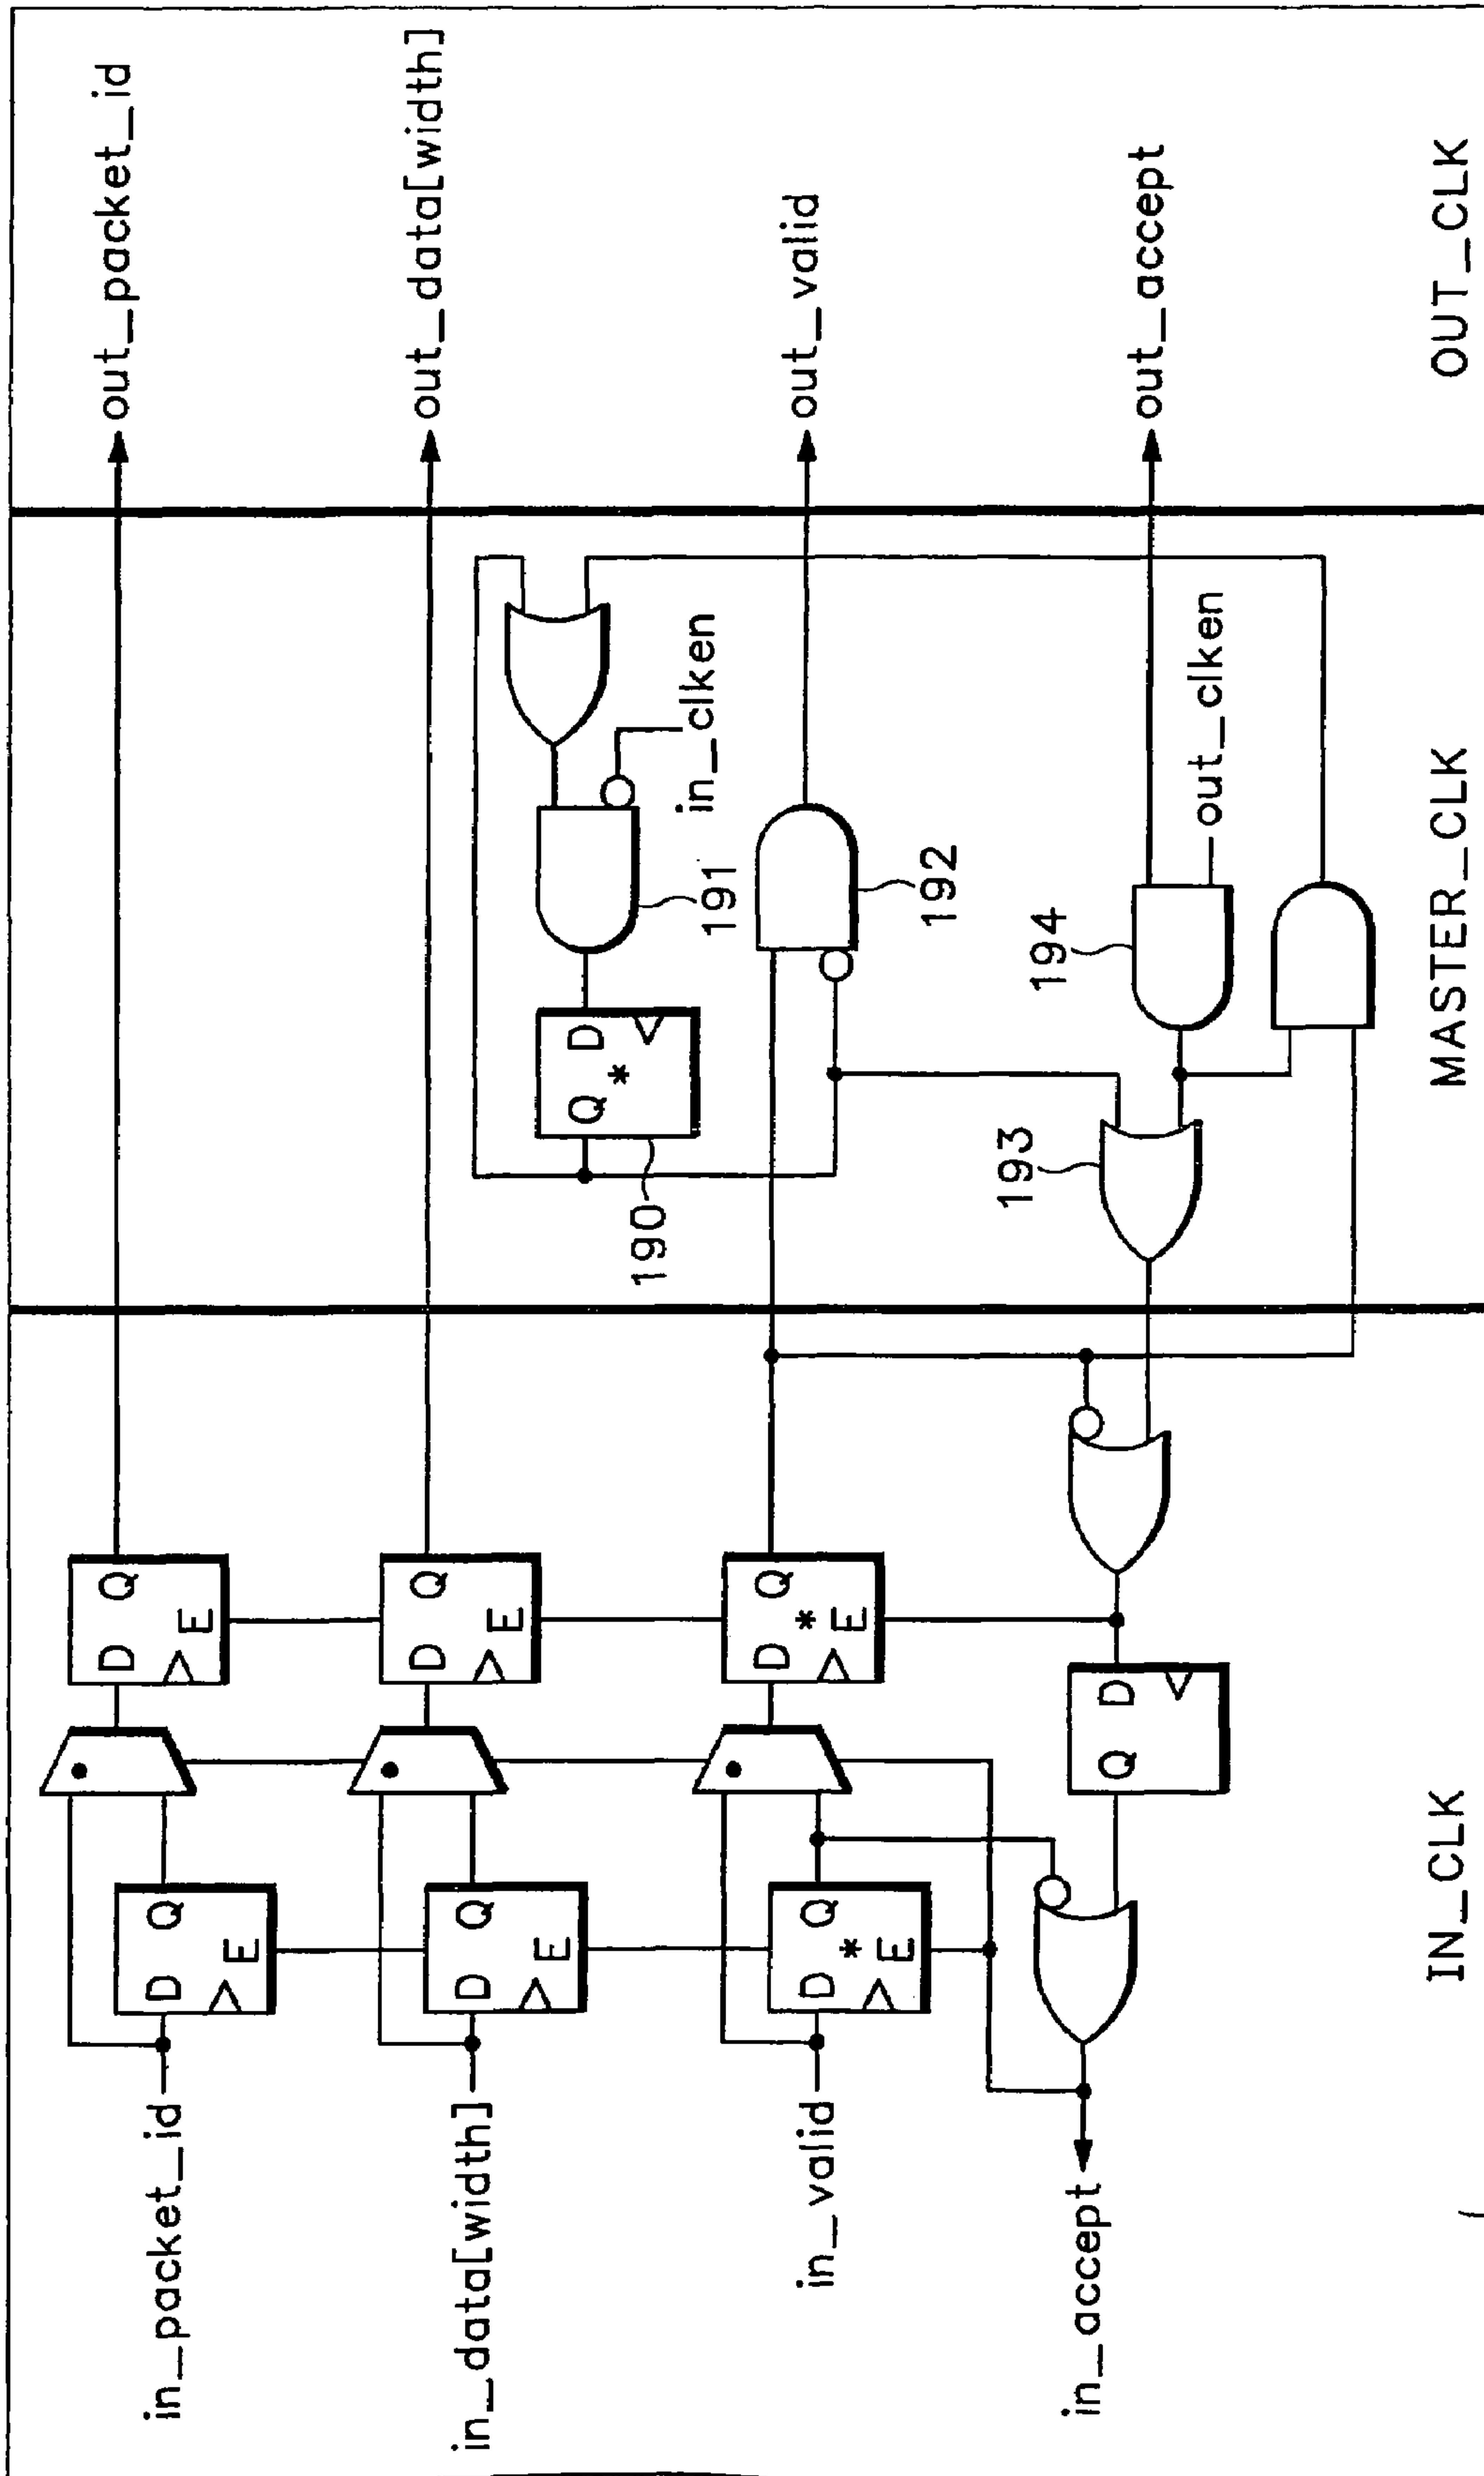 in_packet_id
D Q
E
D Q
E
out_packet_id
in_data[width]
D Q
E
D Q
E
out_data[width]
in_valid
D Q
*
E
D Q
*
E
out_valid
in_accept
Q D
190
Q D
*
191
in_clken
192
193
194
out_clken
out_accept
IN_CLK
MASTER_CLK
OUT_CLK